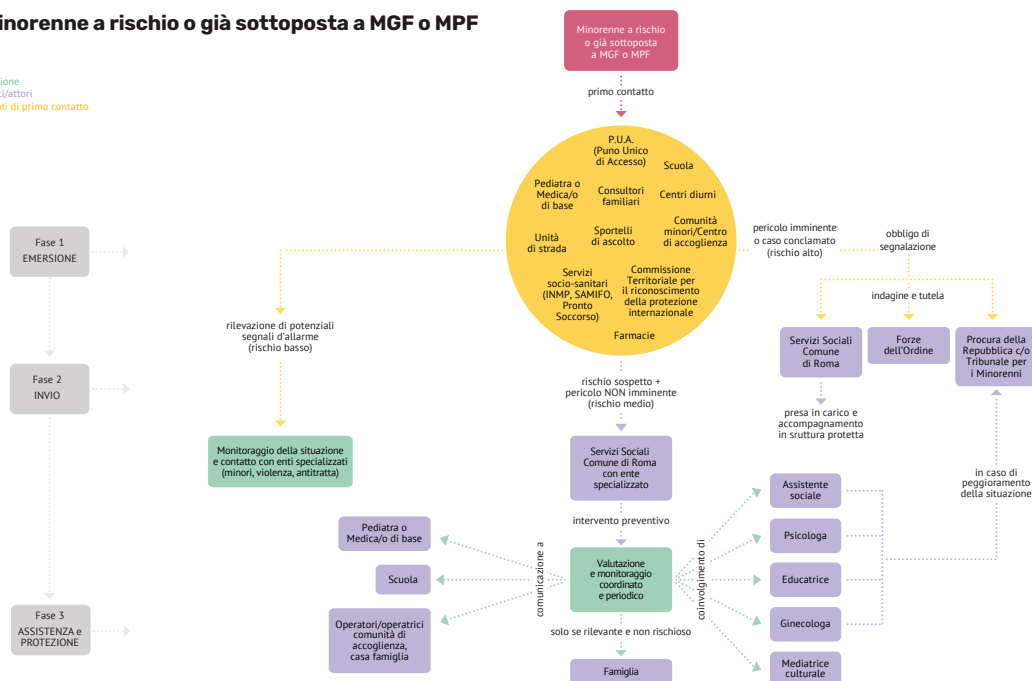 inorenne a rischio o già sottoposta a MGF o MPF
ione
ti/attori
ti di primo contatto
Minorenne a rischio
o già sottoposta
a MGF o MPF
primo contatto
P.U.A.
(Puno Unico
di Accesso)
Scuola
Pediatra o
Medica/o
di base
Consultori
familiari
Centri diurni
Unità
di strada
Sportelli
di ascolto
Comunità
minori/Centro
di accoglienza
Servizi
socio-sanitari
(INMP, SAMIFO,
Pronto
Soccorso)
Commissione
Territoriale per
il riconoscimento
della protezione
internazionale
Farmacie
pericolo imminente
o caso conclamato
(rischio alto)
obbligo di
segnalazione
indagine e tutela
Fase 1
EMERSIONE
rilevazione di potenziali
segnali d'allarme
(rischio basso)
Servizi Sociali
Comune
di Roma
Forze
dell'Ordine
Procura della
Repubblica c/o
Tribunale per
i Minorenni
Fase 2
INVIO
rischio sospetto +
pericolo NON imminente
(rischio medio)
presa in carico e
accompagnamento
in sruttura protetta
Monitoraggio della situazione
e contatto con enti specializzati
(minori, violenza, antitratta)
Servizi Sociali
Comune di Roma
con ente
specializzato
in caso di
peggioramento
della situazione
intervento preventivo
Pediatra o
Medica/o di base
Scuola
Operatori/operatrici
comunità di
accoglienza,
casa famiglia
comunicazione a
Valutazione
e monitoraggio
coordinato
e periodico
coinvolgimento di
Assistente
sociale
Psicologa
Educatrice
Ginecologa
Mediatrice
culturale
Fase 3
ASSISTENZA e
PROTEZIONE
solo se rilevante e non rischioso
Famiglia